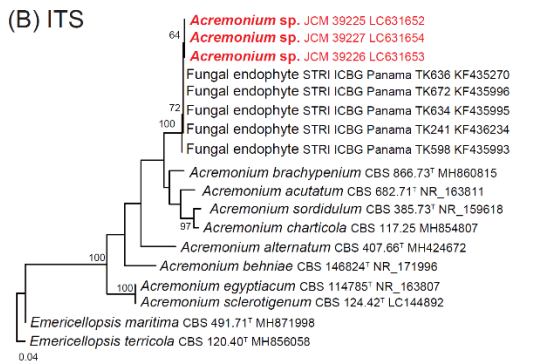 (B) ITS
Acremonium sp. JCM 39225 LC631652
64
Acremonium sp. JCM 39227 LC631654
Acremonium sp. JCM 39226 LC631653
Fungal endophyte STRI ICBG Panama TK636 KF435270
Fungal endophyte STRI ICBG Panama TK672 KF435996
72
Fungal endophyte STRI ICBG Panama TK634 KF435995
100
Fungal endophyte STRI ICBG Panama TK241 k436234
Fungal endophyte STRI ICBG Panama TK598 KF435993
Acremonium brachypenium CBS 866.73ᵀ MH860815
Acremonium acutatum CBS 682.71ᵀ NR_163811
Acremonium sordidulum CBS 385.73ᵀ NR_159618
97
Acremonium charticola CBS 117.25 MH854807
Acremonium alternatum CBS 407.66ᵀ MH424672
100
Acremonium behniae CBS 146824ᵀ NR_171996
100
Acremonium egyptiacum CBS 114785ᵀ NR_163807
Acremonium sclerotigenum CBS 124.42ᵀ LC144892
Emericellopsis maritima CBS 491.71ᵀ MH871998
Emericellopsis terricola CBS 120.40ᵀ MH856058
0.04